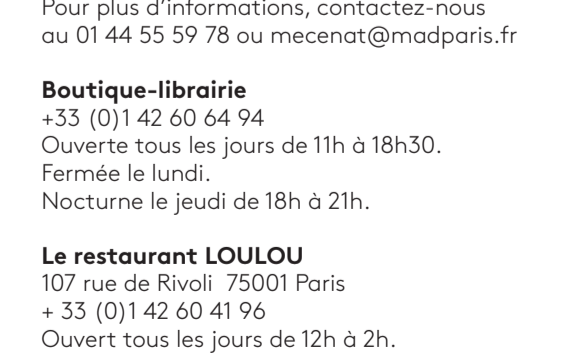 Pour plus d'informations, contactez-nous
au 01 44 55 59 78 ou mecenat@madparis.fr
Boutique-librairie
+33 (0)1 42 60 64 94
Ouverte tous les jours de 11h à 18h30.
Fermée le lundi.
Nocturne le jeudi de 18h à 21h.
Le restaurant LOULOU
107 rue de Rivoli  75001 Paris
+ 33 (0)1 42 60 41 96
Ouvert tous les jours de 12h à 2h.